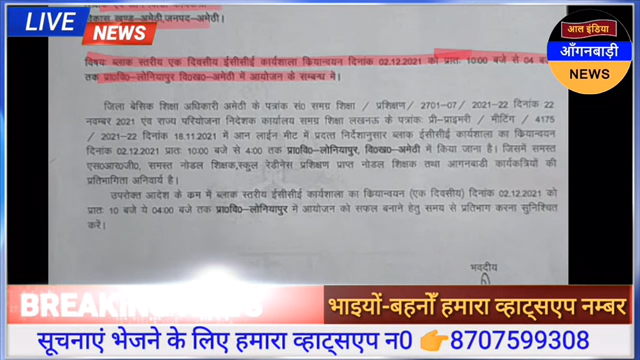 LIVE NEWS
विकास खण्ड-अमेठी,जनपद-अमेठी।
आल इंडिया
आँगनबाड़ी
NEWS
विषयः ब्लाक स्तरीय एक दिवसीय ईसीसीई कार्यशाला क्रियान्वयन दिनांक 02.12.2021 को प्रातः 10:00 बजे से 04
तक प्रा0वि0-लोनियापुर वि0ख0-अमेठी में आयोजन के सम्बन्ध मे।
जिला बेसिक शिक्षा अधिकारी अमेठी के पत्रांक सं0 समग्र शिक्षा / प्रशिक्षण / 2701-07 / 2021-22 दिनांक 22
नवम्बर 2021 एंव राज्य परियोजना निदेशक कार्यालय समग्र शिक्षा लखनऊ के पत्रांकः प्री-प्राइमरी / मीटिंग / 4175
/ 2021-22 दिनांक 18.11.2021 में आन लाईन मीट में प्रदत्त निर्देशानुसार ब्लाक ईसीसीई कार्यशाला का क्रियान्वयन
दिनांक 02.12.2021 प्रातः 10:00 बजे से 4:00 तक प्रा0वि0-लोनियापुर, वि0ख0-अमेठी में किया जाना है। जिसमें समस्त
एस0आर0जी0, समस्त नोडल शिक्षक,स्कूल रेडीनेस प्रशिक्षण प्राप्त नोडल शिक्षक तथा आगनबाडी कार्यकत्रियों की
प्रतिभागिता अनिवार्य है।
उपरोक्त आदेश के कम में ब्लाक स्तरीय ईसीसीई कार्यशाला का क्रियान्वयन (एक दिवसीय) दिनांक 02.12.2021 को
प्रातः 10 बजे ये 04:00 बजे तक प्रा0वि0-लोनियापुर में आयोजन को सफल बनाने हेतु समय से प्रतिभाग करना सुनिश्चित
करें।
भवदीय
BREAKING NEWS
भाइयों-बहनोँ हमारा व्हाट्सएप नम्बर
सूचनाएं भेजने के लिए हमारा व्हाट्सएप न0 👉8707599308